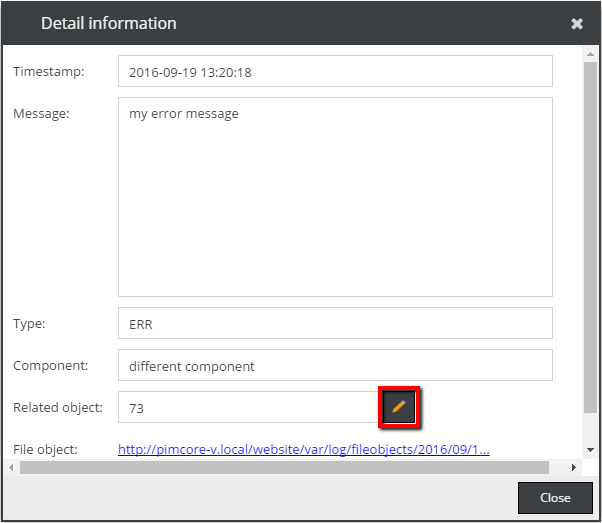 Detail information
Timestamp: 2016-09-19 13:20:18
Message: my error message
Type: ERR
Component: different component
Related object: 73
File object: http://pimcore-v.local/website/var/log/fileobjects/2016/09/1...
Close